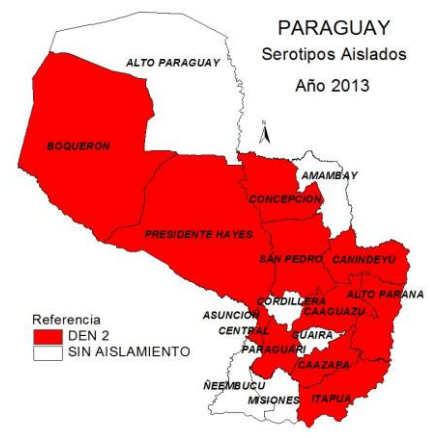 PARAGUAY
Serotipos Aislados
Año 2013
ALTO PARAGUAY
N
BOQUERON
AMAMBAY
CONCEPCION
PRESIDENTE HAYES
SAN PEDRO
CANINDEYU
ALTO PARANA
CORDILLERA
CAAGUAZU
ASUNCION
CENTRAL
GUAIRA
PARAGUARI
CAAZAPA
ÑEEMBUCU
MISIONES
ITAPUA
Referencia
DEN 2
SIN AISLAMIENTO